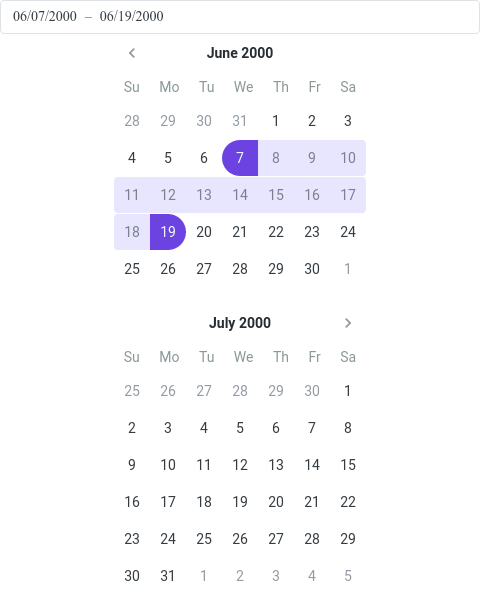 06/07/2000 – 06/19/2000
June 2000
Su Mo Tu We Th Fr Sa
28 29 30 31 1 2 3
4 5 6 7 8 9 10
11 12 13 14 15 16 17
18 19 20 21 22 23 24
25 26 27 28 29 30 1
July 2000
Su Mo Tu We Th Fr Sa
25 26 27 28 29 30 1
2 3 4 5 6 7 8
9 10 11 12 13 14 15
16 17 18 19 20 21 22
23 24 25 26 27 28 29
30 31 1 2 3 4 5